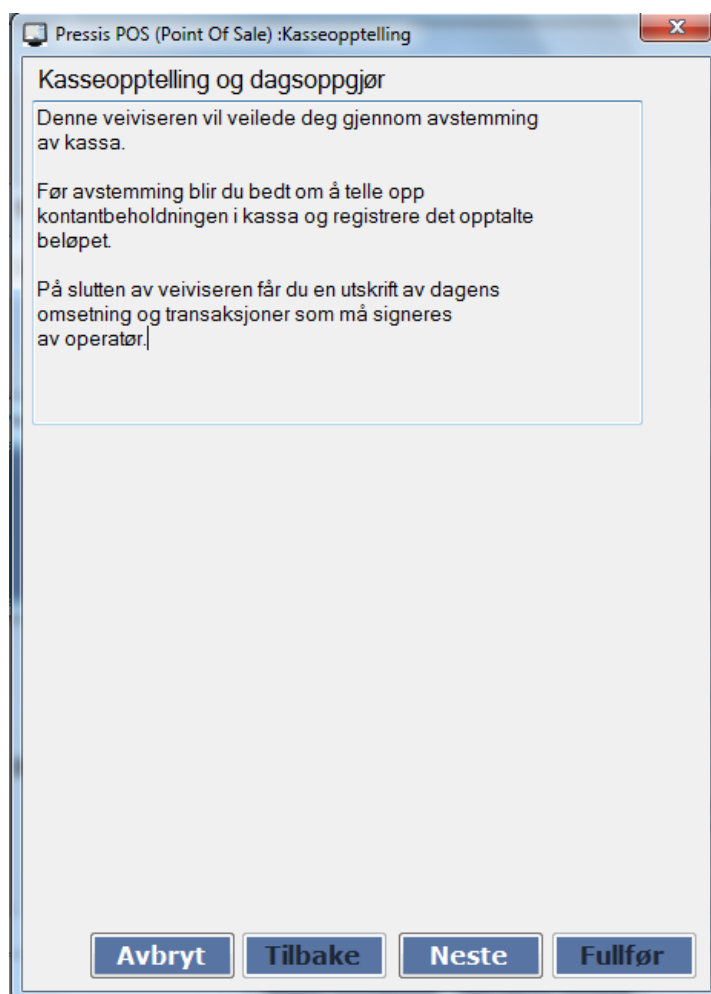 Pressis POS (Point Of Sale) :Kasseopptelling
x
Kasseopptelling og dagsoppgjør
Denne veiviseren vil veilede deg gjennom avstemming
av kassa.
Før avstemming blir du bedt om å telle opp
kontantbeholdningen i kassa og registrere det opptalte
beløpet.
På slutten av veiviseren får du en utskrift av dagens
omsetning og transaksjoner som må signeres
av operatør.
Avbryt Tilbake Neste Fullfør